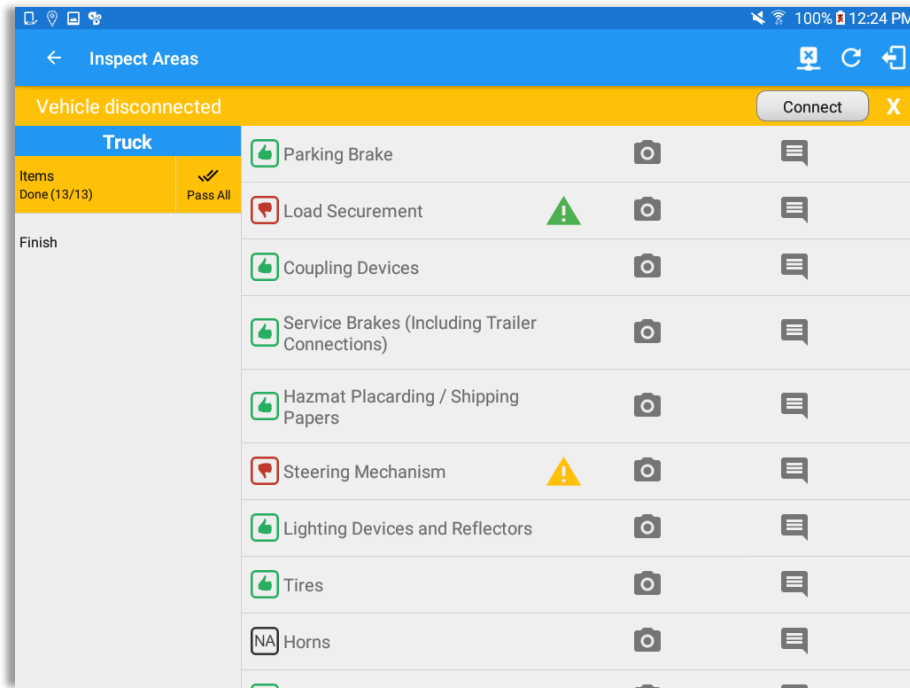 100% 12:24 PM
Inspect Areas
Vehicle disconnected
Connect
X
Truck
Items
Done (13/13)
Pass All
Finish
Parking Brake
Load Securement
Coupling Devices
Service Brakes (Including Trailer
Connections)
Hazmat Placarding / Shipping
Papers
Steering Mechanism
Lighting Devices and Reflectors
Tires
NA Horns